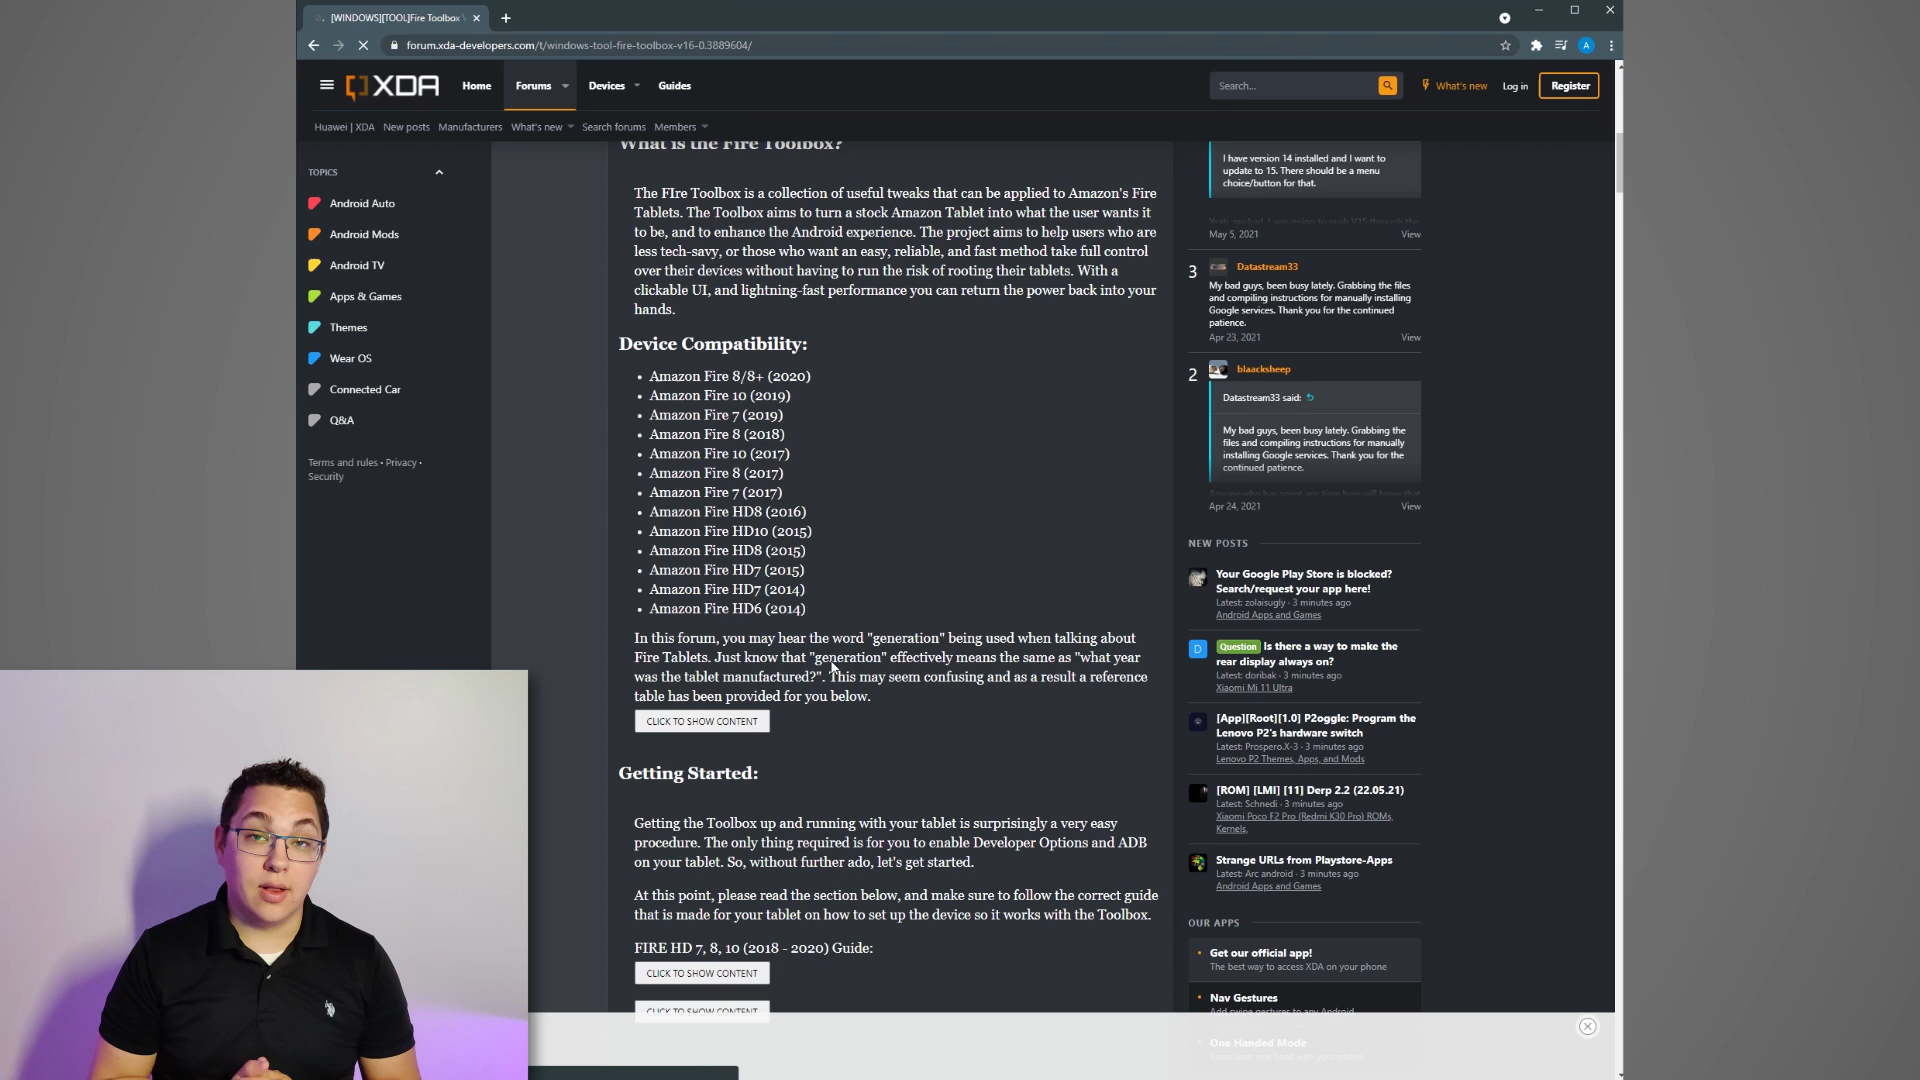 [WINDOWS][TOOL]Fire Toolbox
forum.xda-developers.com/t/windows-tool-fire-toolbox-v16-0.3889604/
A
XDA
Home
Forums
Devices
Guides
Search...
What's new
Log in
Register
Huawei | XDA
New posts
Manufacturers
What's new
Search forums
Members
TOPICS
Android Auto
Android Mods
Android TV
Apps & Games
Themes
Wear OS
Connected Car
Q&A
Terms and rules • Privacy •
Security
What is the Fire Toolbox?
The FIre Toolbox is a collection of useful tweaks that can be applied to Amazon's Fire
Tablets. The Toolbox aims to turn a stock Amazon Tablet into what the user wants it
to be, and to enhance the Android experience. The project aims to help users who are
less tech-savy, or those who want an easy, reliable, and fast method take full control
over their devices without having to run the risk of rooting their tablets. With a
clickable UI, and lightning-fast performance you can return the power back into your
hands.
Device Compatibility:
• Amazon Fire 8/8+ (2020)
• Amazon Fire 10 (2019)
• Amazon Fire 7 (2019)
• Amazon Fire 8 (2018)
• Amazon Fire 10 (2017)
• Amazon Fire 8 (2017)
• Amazon Fire 7 (2017)
• Amazon Fire HD8 (2016)
• Amazon Fire HD10 (2015)
• Amazon Fire HD8 (2015)
• Amazon Fire HD7 (2015)
• Amazon Fire HD7 (2014)
• Amazon Fire HD6 (2014)
In this forum, you may hear the word "generation" being used when talking about
Fire Tablets. Just know that "generation" effectively means the same as "what year
was the tablet manufactured?". This may seem confusing and as a result a reference
table has been provided for you below.
CLICK TO SHOW CONTENT
Getting Started:
Getting the Toolbox up and running with your tablet is surprisingly a very easy
procedure. The only thing required is for you to enable Developer Options and ADB
on your tablet. So, without further ado, let's get started.
At this point, please read the section below, and make sure to follow the correct guide
that is made for your tablet on how to set up the device so it works with the Toolbox.
FIRE HD 7, 8, 10 (2018 - 2020) Guide:
CLICK TO SHOW CONTENT
CLICK TO SHOW CONTENT
I have version 14 installed and I want to
update to 15. There should be a menu
choice/button for that.
May 5, 2021
View
3
Datastream33
My bad guys, been busy lately. Grabbing the files
and compiling instructions for manually installing
Google services. Thank you for the continued
patience.
Apr 23, 2021
View
2
blaacksheep
Datastream33 said:
My bad guys, been busy lately. Grabbing the
files and compiling instructions for manually
installing Google services. Thank you for the
continued patience.
Apr 24, 2021
View
NEW POSTS
Your Google Play Store is blocked?
Search/request your app here!
Latest: zolaisugly · 3 minutes ago
Android Apps and Games
D
Question Is there a way to make the
rear display always on?
Latest: doribak · 3 minutes ago
Xiaomi Mi 11 Ultra
[App][Root][1.0] P2oggle: Program the
Lenovo P2's hardware switch
Latest: Prospero.X-3 · 3 minutes ago
Lenovo P2 Themes, Apps, and Mods
[ROM] [LMI] [11] Derp 2.2 (22.05.21)
Latest: Schnedi · 3 minutes ago
Xiaomi Poco F2 Pro (Redmi K30 Pro) ROMs,
Kernels,
Strange URLs from Playstore-Apps
Latest: Arc android · 3 minutes ago
Android Apps and Games
OUR APPS
Get our official app!
The best way to access XDA on your phone
Nav Gestures
Add swipe gestures to any Android
One Handed Mode